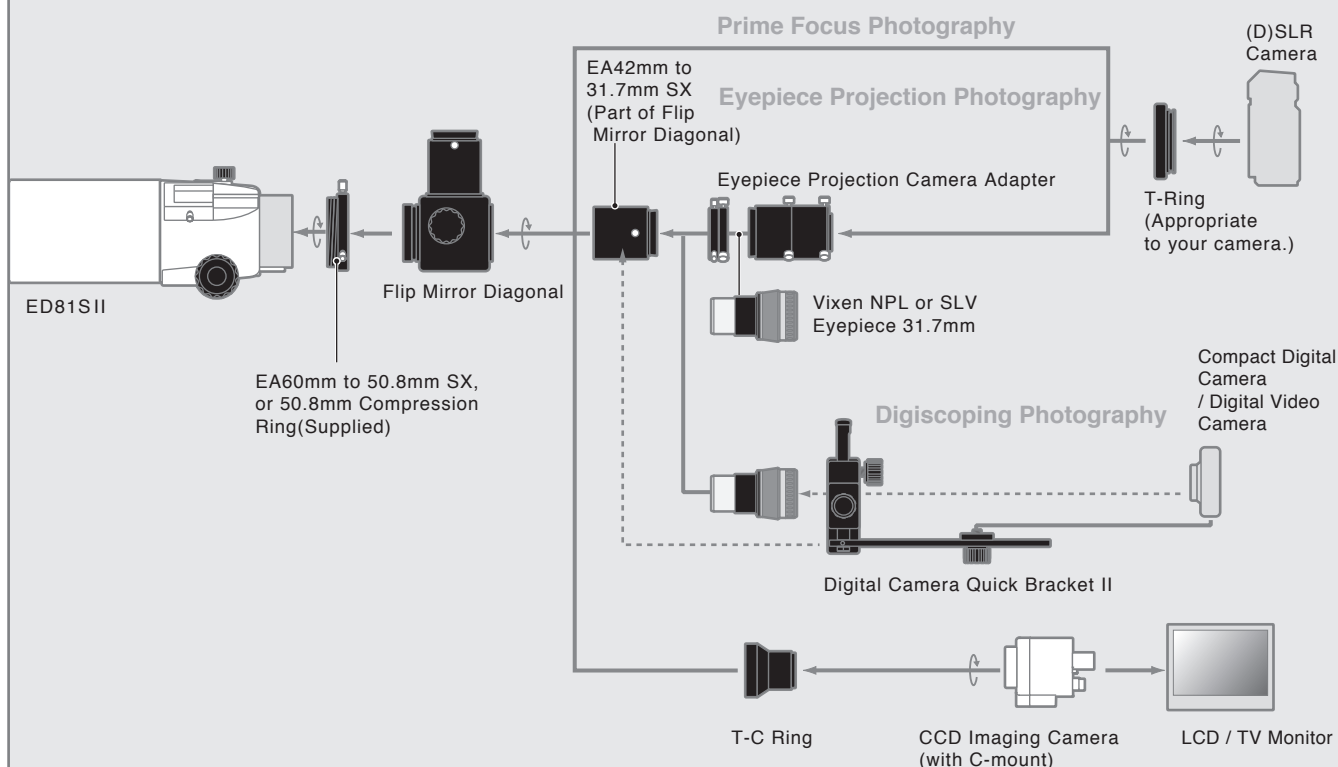 Prime Focus Photography
(D)SLR
Camera
EA42mm to
31.7mm SX
(Part of Flip
Mirror Diagonal)
Eyepiece Projection Photography
Eyepiece Projection Camera Adapter
T-Ring
(Appropriate
to your camera.)
ED81SII
Flip Mirror Diagonal
Vixen NPL or SLV
Eyepiece 31.7mm
EA60mm to 50.8mm SX,
or 50.8mm Compression
Ring(Supplied)
Compact Digital
Camera
/ Digital Video
Camera
Digiscoping Photography
Digital Camera Quick Bracket II
T-C Ring
CCD Imaging Camera
(with C-mount)
LCD / TV Monitor